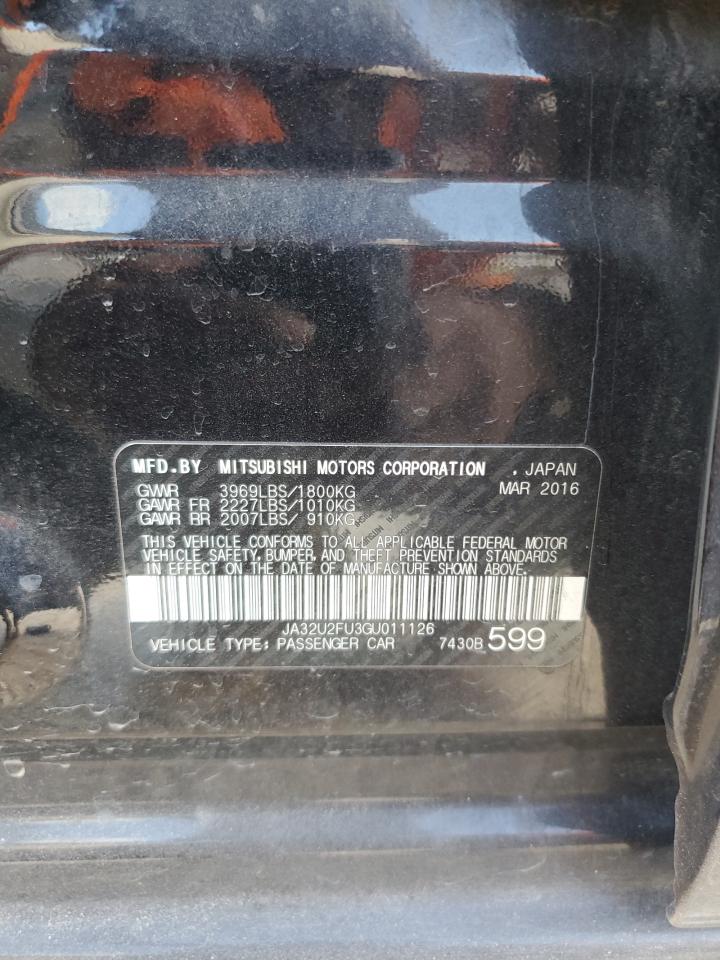 MFD.BY MITSUBISHI MOTORS CORPORATION , JAPAN
GVWR 3969LBS/1800KG MAR 2016
GAWR FR 2227LBS/1010KG
GAWR RR 2007LBS/ 910KG
THIS VEHICLE CONFORMS TO ALL APPLICABLE FEDERAL MOTOR
VEHICLE SAFETY, BUMPER, AND THEFT PREVENTION STANDARDS
IN EFFECT ON THE DATE OF MANUFACTURE SHOWN ABOVE.
JA32U2FU3GU011126
VEHICLE TYPE: PASSENGER CAR 7430B 599